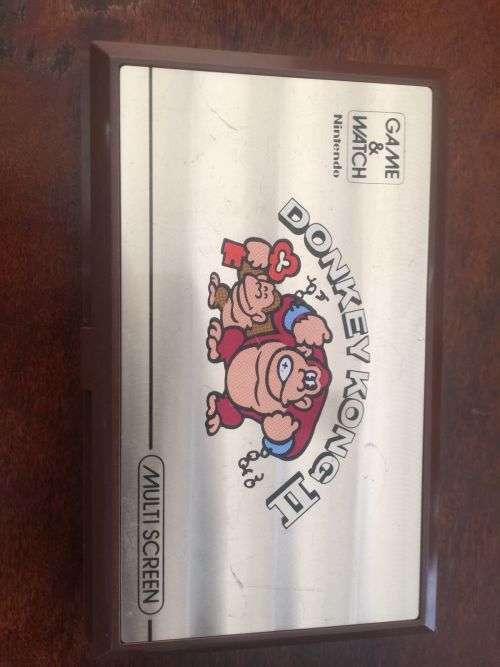 GAME
&
WATCH
Nintendo
DONKEY KONG II
MULTI SCREEN